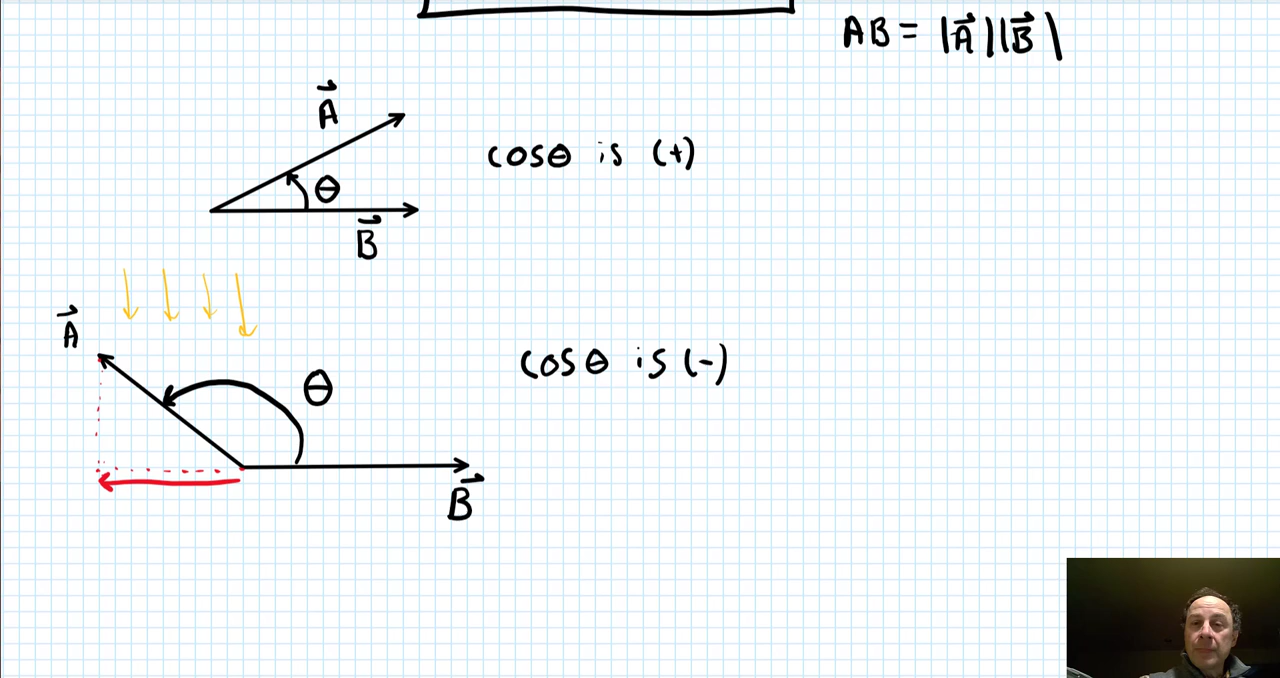 AB = |A⃗||B⃗|
A⃗
cosθ is (+)
θ
B⃗
A⃗
cosθ is (-)
θ
B⃗